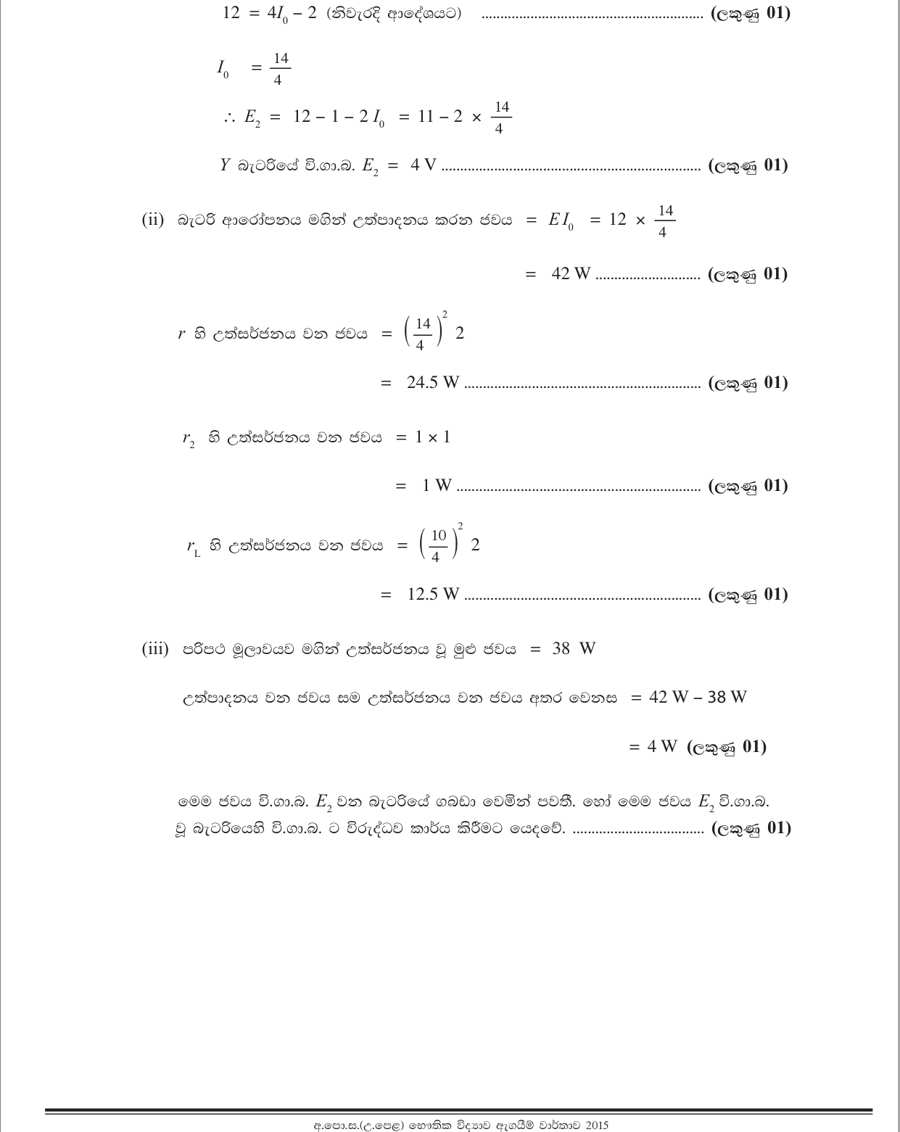 12 = 4I₀ – 2 (නිවැරදි ආදේශයට) ........................................................... (ලකුණු 01)
I₀ = 14/4
∴ E₂ = 12 – 1 – 2 I₀ = 11 – 2 × 14/4
Y බැටරියේ වි.ගා.බ. E₂ = 4 V ..................................................................... (ලකුණු 01)
(ii) බැටරි ආරෝපනය මගින් උත්පාදනය කරන ජවය = E I₀ = 12 × 14/4
= 42 W ............................ (ලකුණු 01)
r හි උත්සර්ජනය වන ජවය = (14/4)² 2
= 24.5 W ............................................................... (ලකුණු 01)
r₂ හි උත්සර්ජනය වන ජවය = 1 × 1
= 1 W ................................................................. (ලකුණු 01)
r_L හි උත්සර්ජනය වන ජවය = (10/4)² 2
= 12.5 W ............................................................... (ලකුණු 01)
(iii) පරිපථ මූලාවයව මගින් උත්සර්ජනය වූ මුළු ජවය = 38 W
උත්පාදනය වන ජවය සම උත්සර්ජනය වන ජවය අතර වෙනස = 42 W – 38 W
= 4 W (ලකුණු 01)
මෙම ජවය වි.ගා.බ. E₂ වන බැටරියේ ගබඩා වෙමින් පවතී. හෝ මෙම ජවය E₂ වි.ගා.බ.
වූ බැටරියෙහි වි.ගා.බ. ට විරුද්ධව කාර්ය කිරීමට යෙදවේ. ................................... (ලකුණු 01)
අ.පො.ස.(උ.පෙළ) භෞතික විද්‍යාව ඇගයීම් වාර්තාව 2015